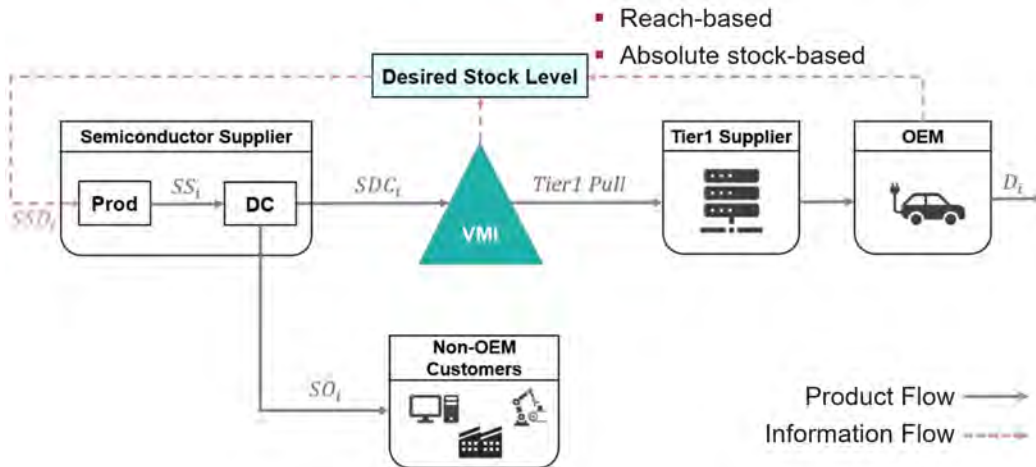 Reach-based
Absolute stock-based
Desired Stock Level
Semiconductor Supplier
Tier1 Supplier
OEM
SSD_i
Prod
SS_i
DC
SDC_i
VMI
Tier1 Pull
D_i
SO_i
Non-OEM
Customers
Product Flow
Information Flow